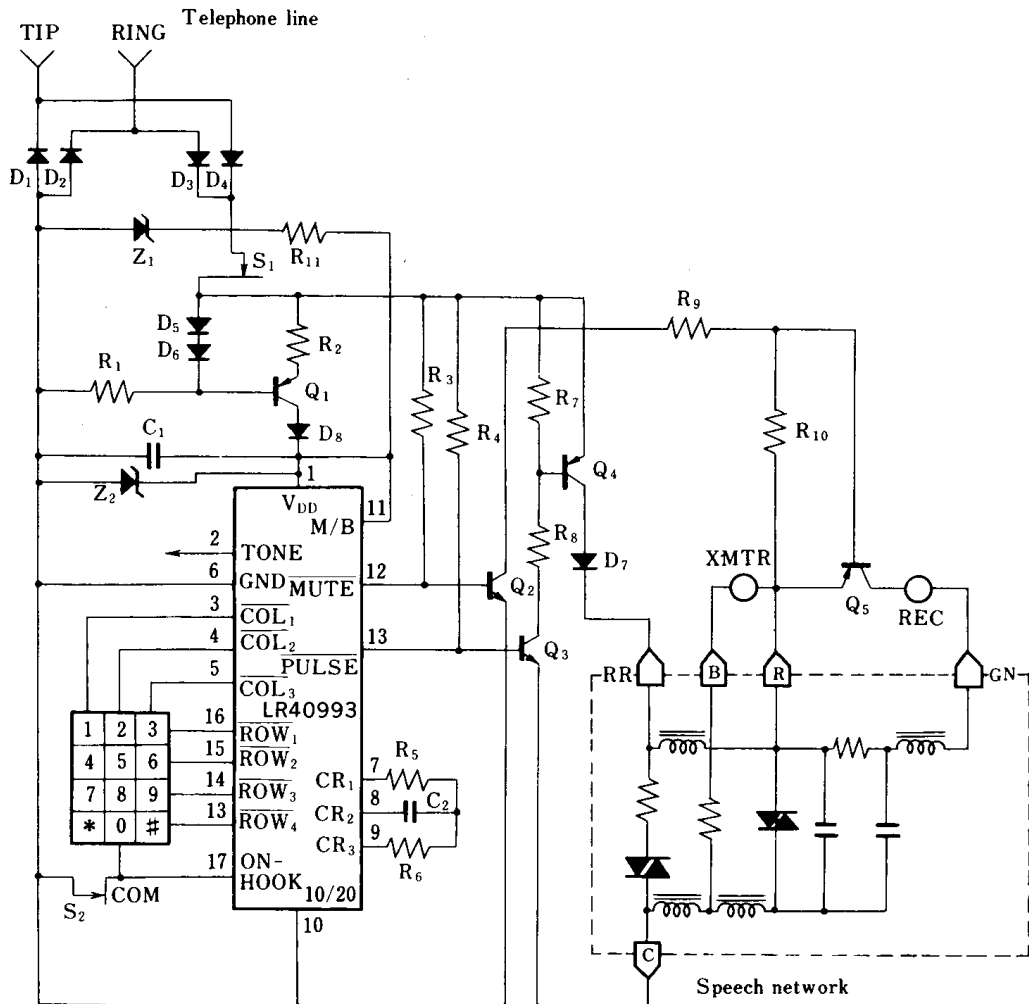 Telephone line
TIP RING
D1 D2 D3 D4
Z1 R11 S1
D5
D6
R1 R2 Q1
R3 R4 R7 R9 R10
C1 D8 Q4
Z2
1
VDD
M/B 11
2 TONE
6 GND
MUTE 12
R8 D7
Q2 Q3
XMTR Q5 REC
3 COL1
4 COL2
5 COL3
PULSE 13
LR40993
RR B R GN
1 2 3
4 5 6
7 8 9
* 0 #
16 ROW1
15 ROW2
14 ROW3
13 ROW4
CR1 7 R5
CR2 8 C2
CR3 9 R6
17 ON-
HOOK
10/20
10
S2 COM
C
Speech network